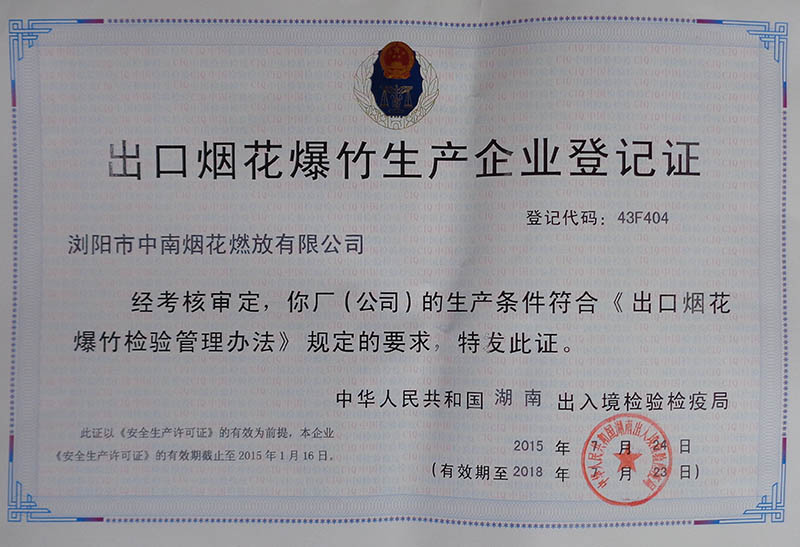 出口烟花爆竹生产企业登记证
登记代码：43F404
浏阳市中南烟花燃放有限公司
经考核审定，你厂（公司）的生产条件符合《出口烟花
爆竹检验管理办法》规定的要求，特发此证。
中华人民共和国 湖南 出入境检验检疫局
此证以《安全生产许可证》的有效为前提，本企业
《安全生产许可证》的有效期截止至2015年1月16日。
2015 年 7 月 24 日
（有效期至 2018 年 7 月 23 日）